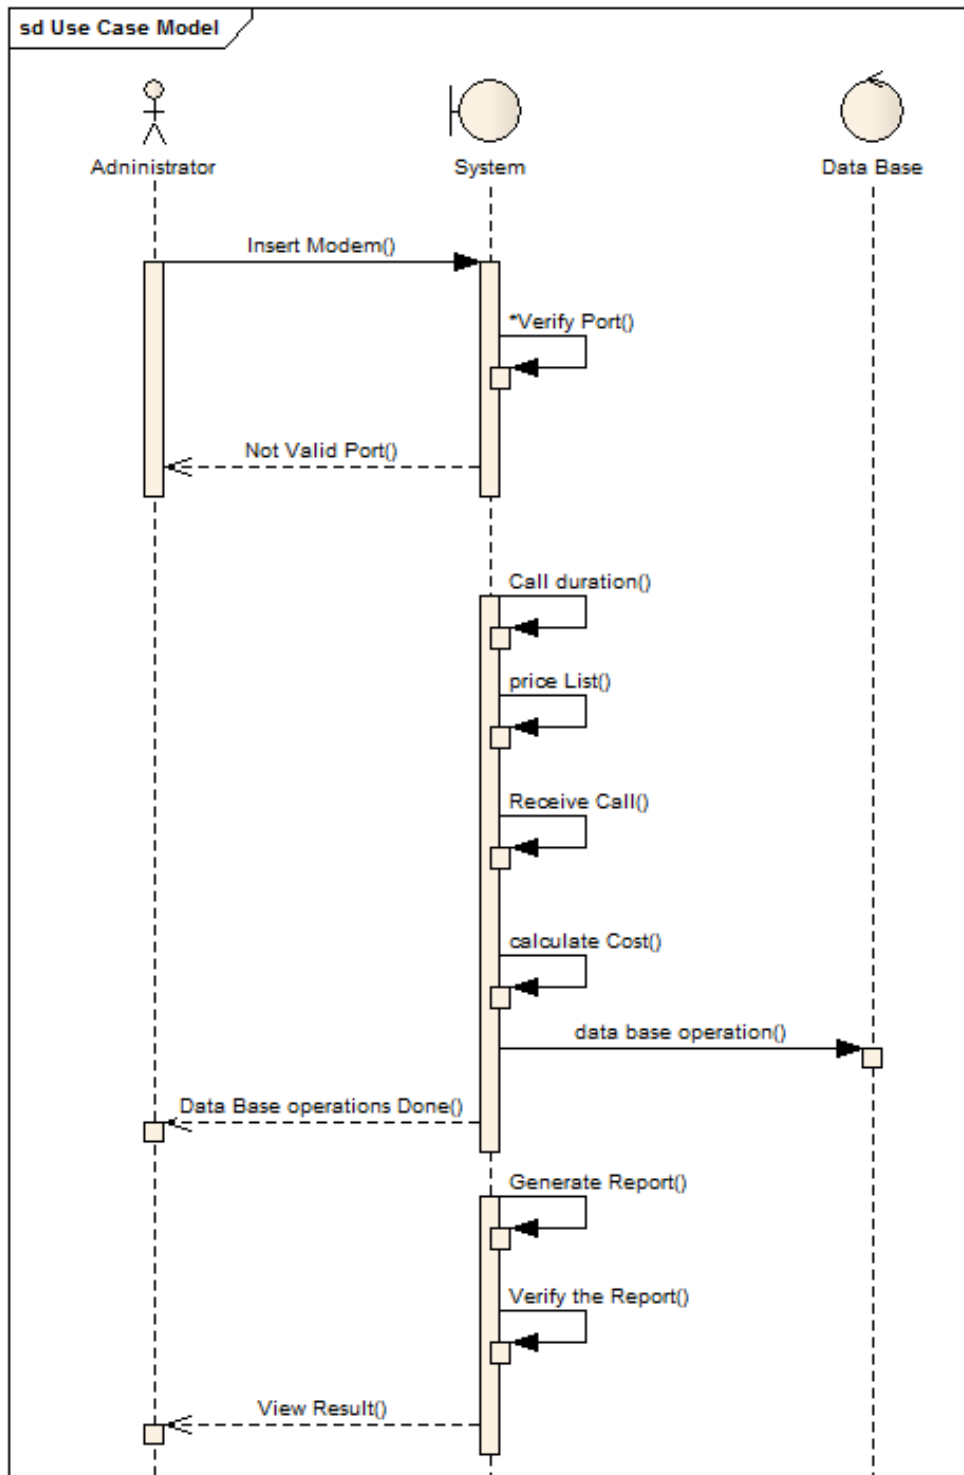 sd Use Case Model
Adninistrator
System
Data Base
Insert Modem()
*Verify Port()
Not Valid Port()
Call duration()
price List()
Receive Call()
calculate Cost()
data base operation()
Data Base operations Done()
Generate Report()
Verify the Report()
View Result()